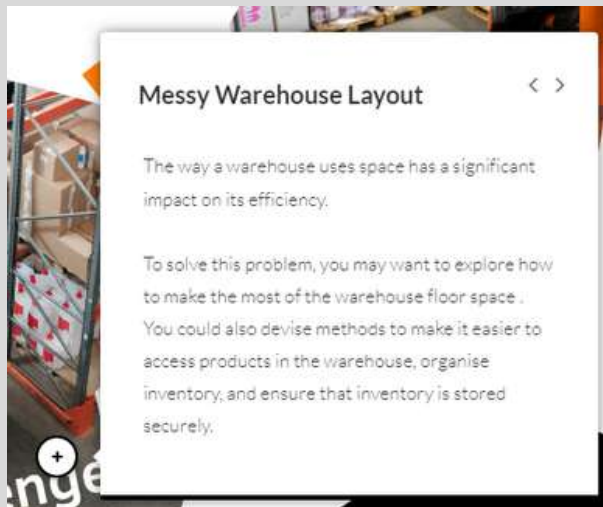 Messy Warehouse Layout
The way a warehouse uses space has a significant
impact on its efficiency.
To solve this problem, you may want to explore how
to make the most of the warehouse floor space .
You could also devise methods to make it easier to
access products in the warehouse, organise
inventory, and ensure that inventory is stored
securely.